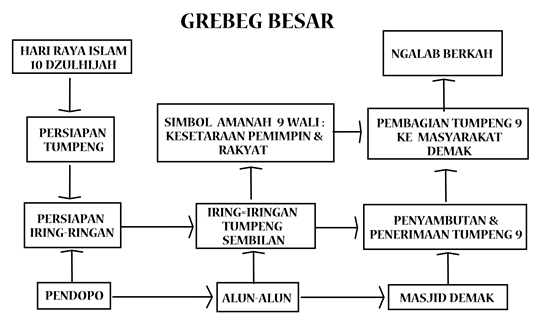 GREBEG BESAR
HARI RAYA ISLAM
10 DZULHIJAH
NGALAB BERKAH
PERSIAPAN
TUMPENG
SIMBOL AMANAH 9 WALI :
KESETARAAN PEMIMPIN &
RAKYAT
PEMBAGIAN TUMPENG 9
KE MASYARAKAT
DEMAK
PERSIAPAN
IRING-RINGAN
IRING-IRINGAN
TUMPENG
SEMBILAN
PENYAMBUTAN &
PENERIMAAN TUMPENG 9
PENDOPO
ALUN-ALUN
MASJID DEMAK